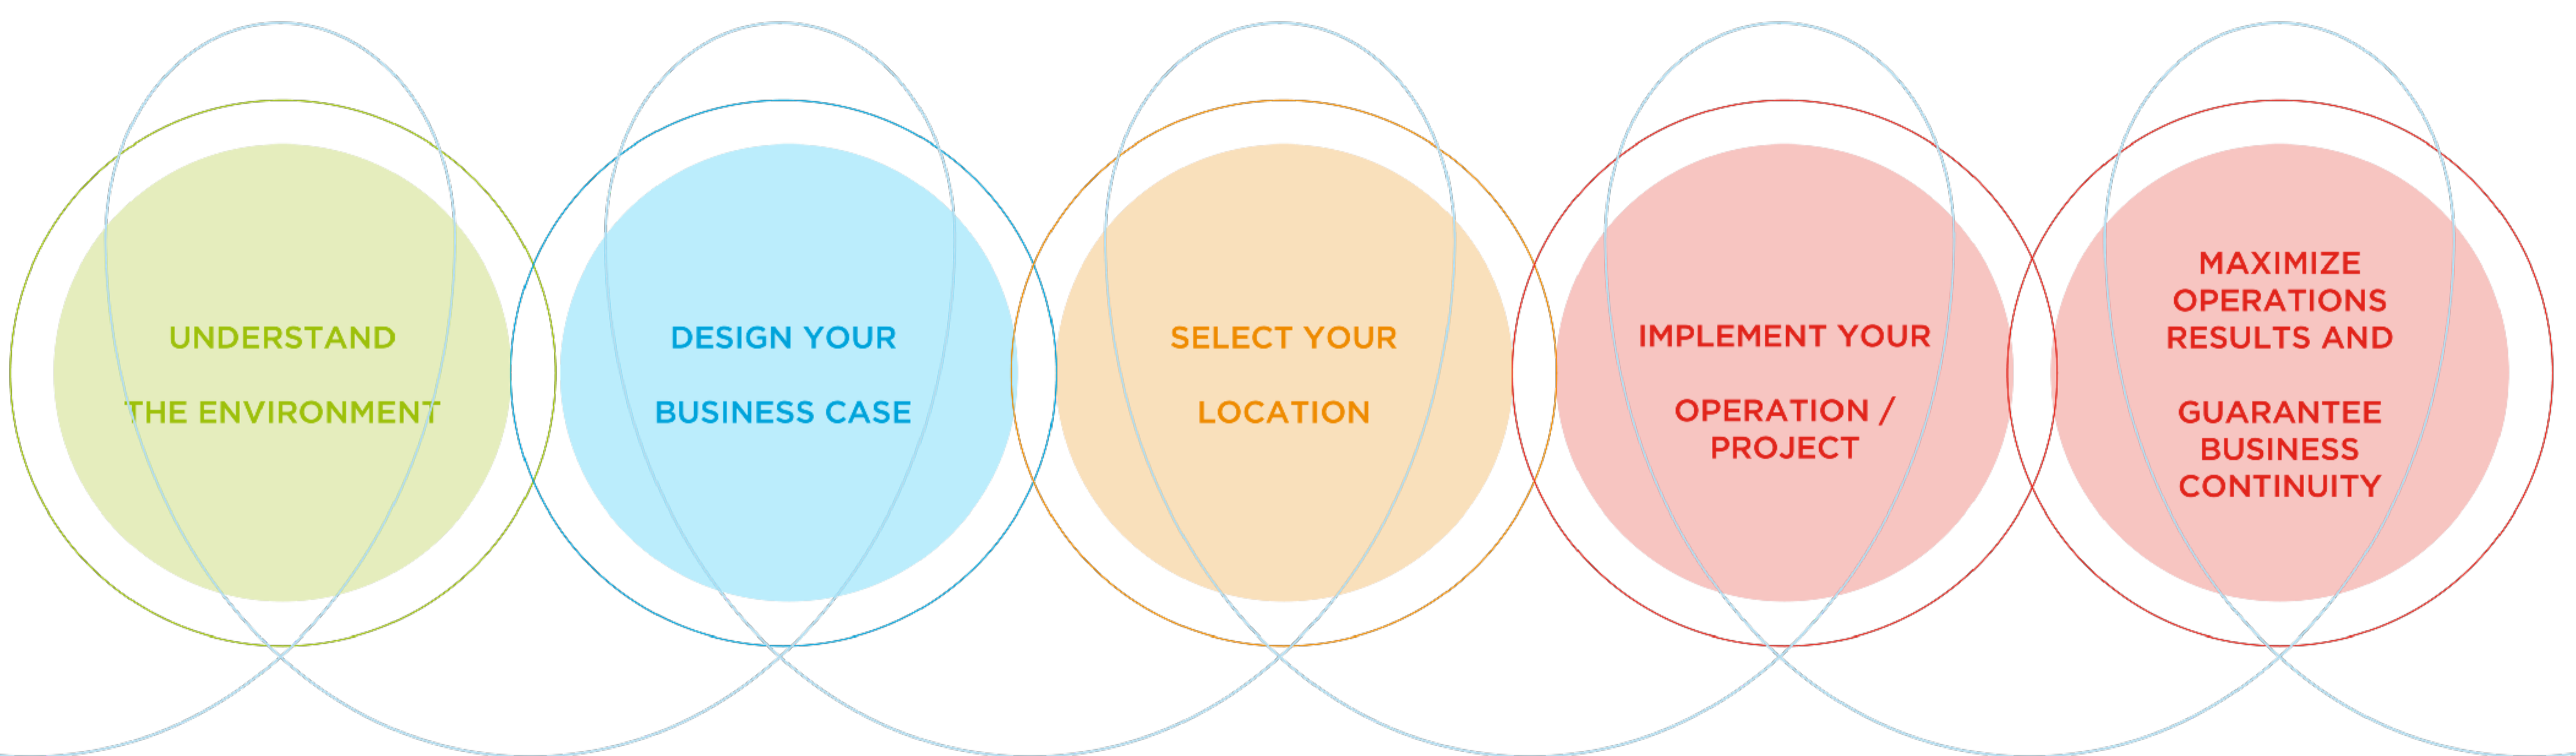 UNDERSTAND
THE ENVIRONMENT
DESIGN YOUR
BUSINESS CASE
SELECT YOUR
LOCATION
IMPLEMENT YOUR
OPERATION /
PROJECT
MAXIMIZE
OPERATIONS
RESULTS AND
GUARANTEE
BUSINESS
CONTINUITY